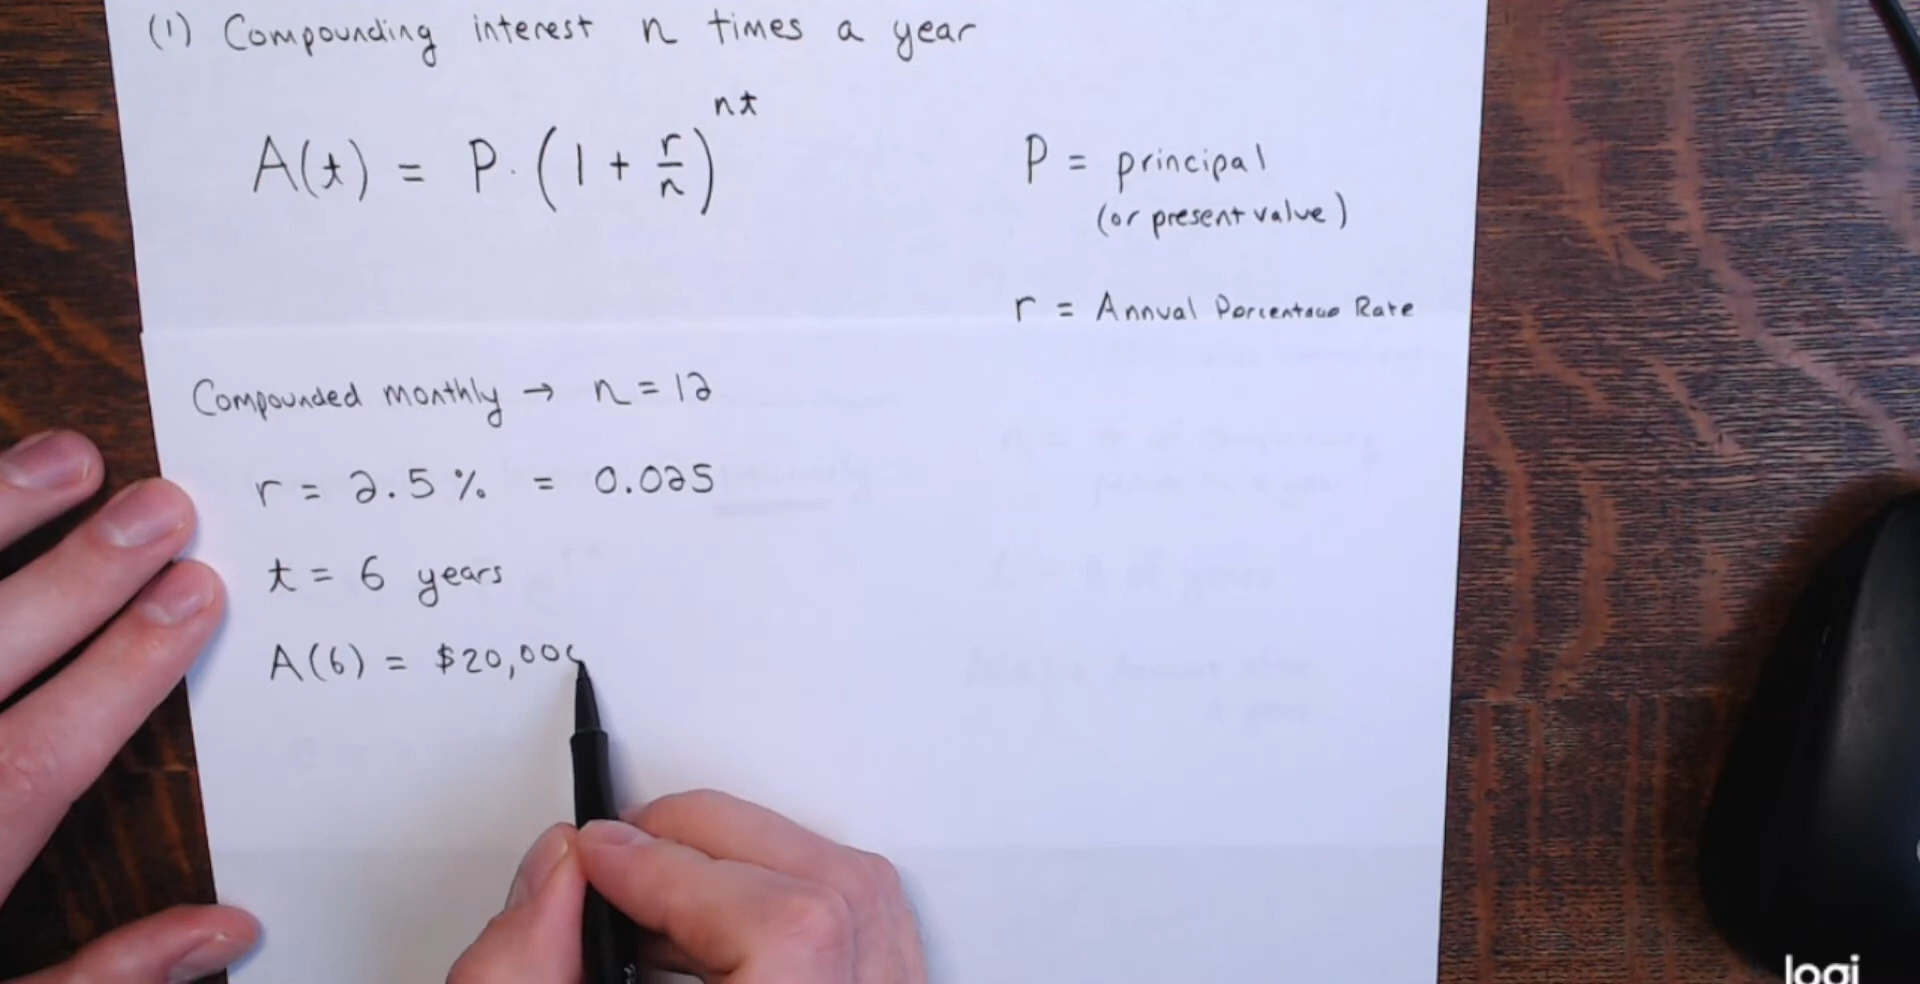 (1) Compounding interest n times a year
A(t) = P · (1 + r/n)^nt
P = principal
(or present value)
r = Annual Percentage Rate
Compounded monthly → n = 12
r = 2.5 % = 0.025
t = 6 years
A(6) = $20,000
logi